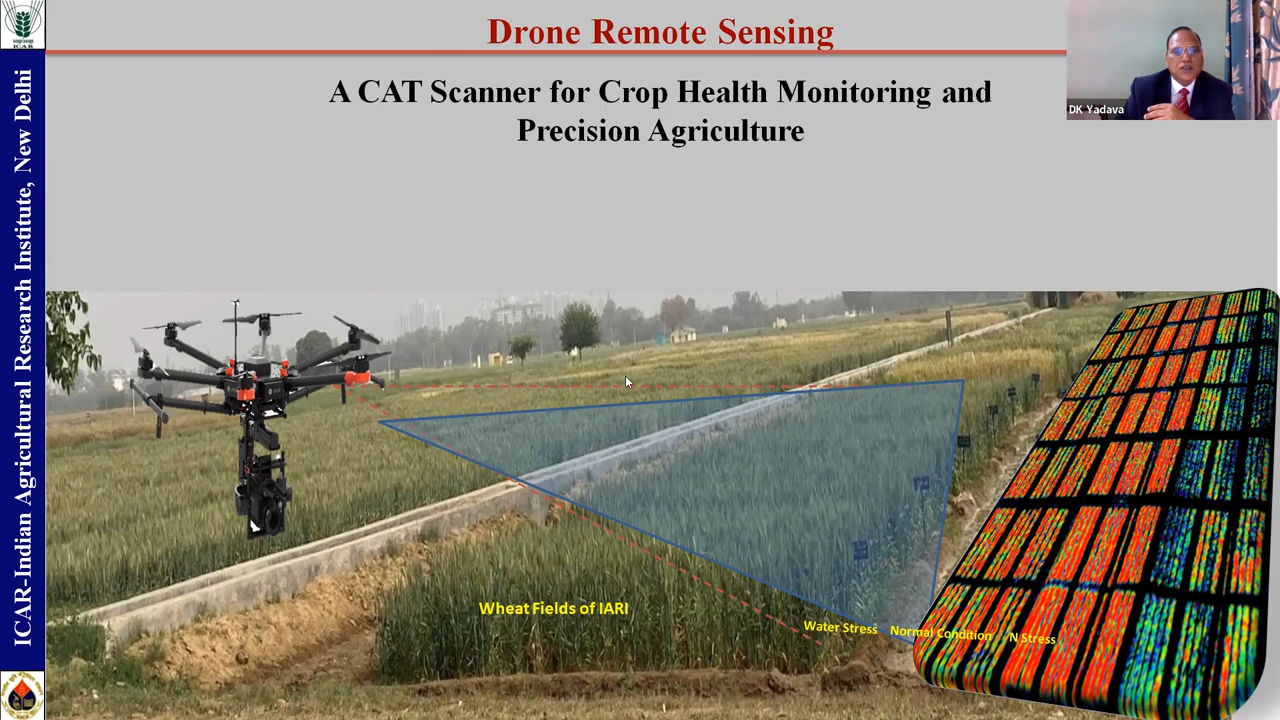 Drone Remote Sensing
A CAT Scanner for Crop Health Monitoring and
Precision Agriculture
DK Yadava
ICAR
ICAR-Indian Agricultural Research Institute, New Delhi
Wheat Fields of IARI
Water Stress Normal Condition N Stress